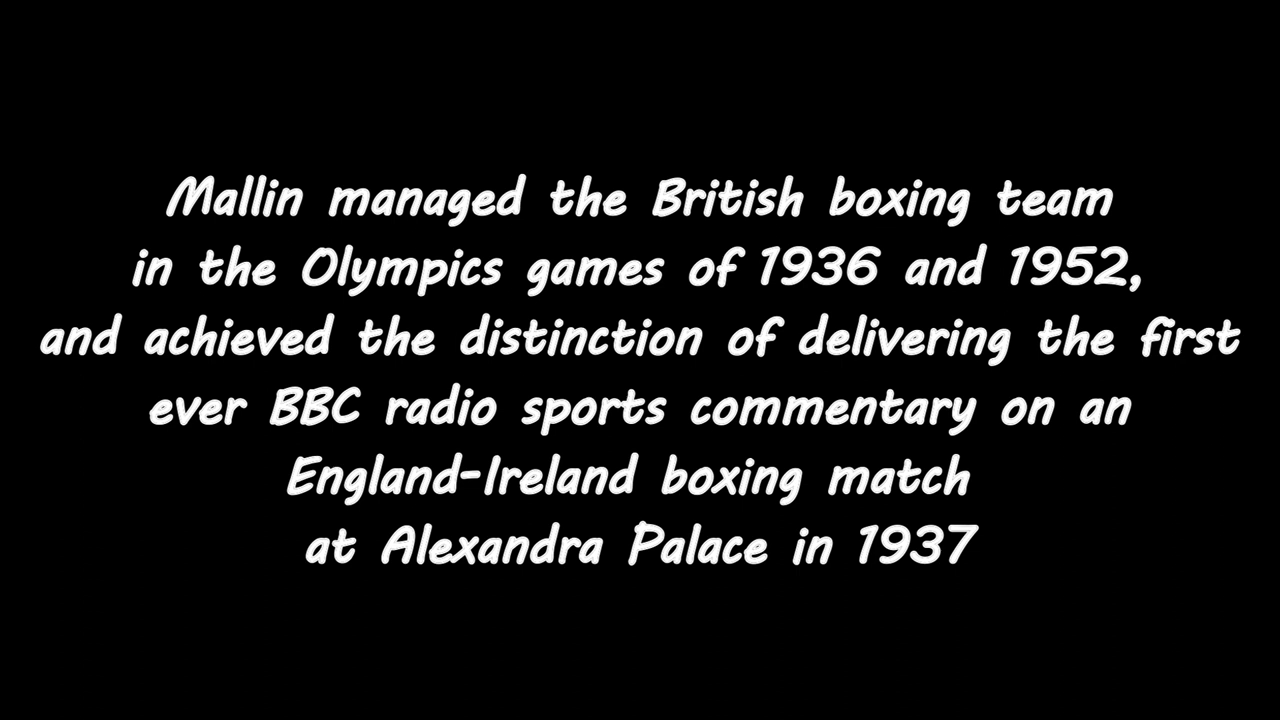 Mallin managed the British boxing team
in the Olympics games of 1936 and 1952,
and achieved the distinction of delivering the first
ever BBC radio sports commentary on an
England-Ireland boxing match
at Alexandra Palace in 1937